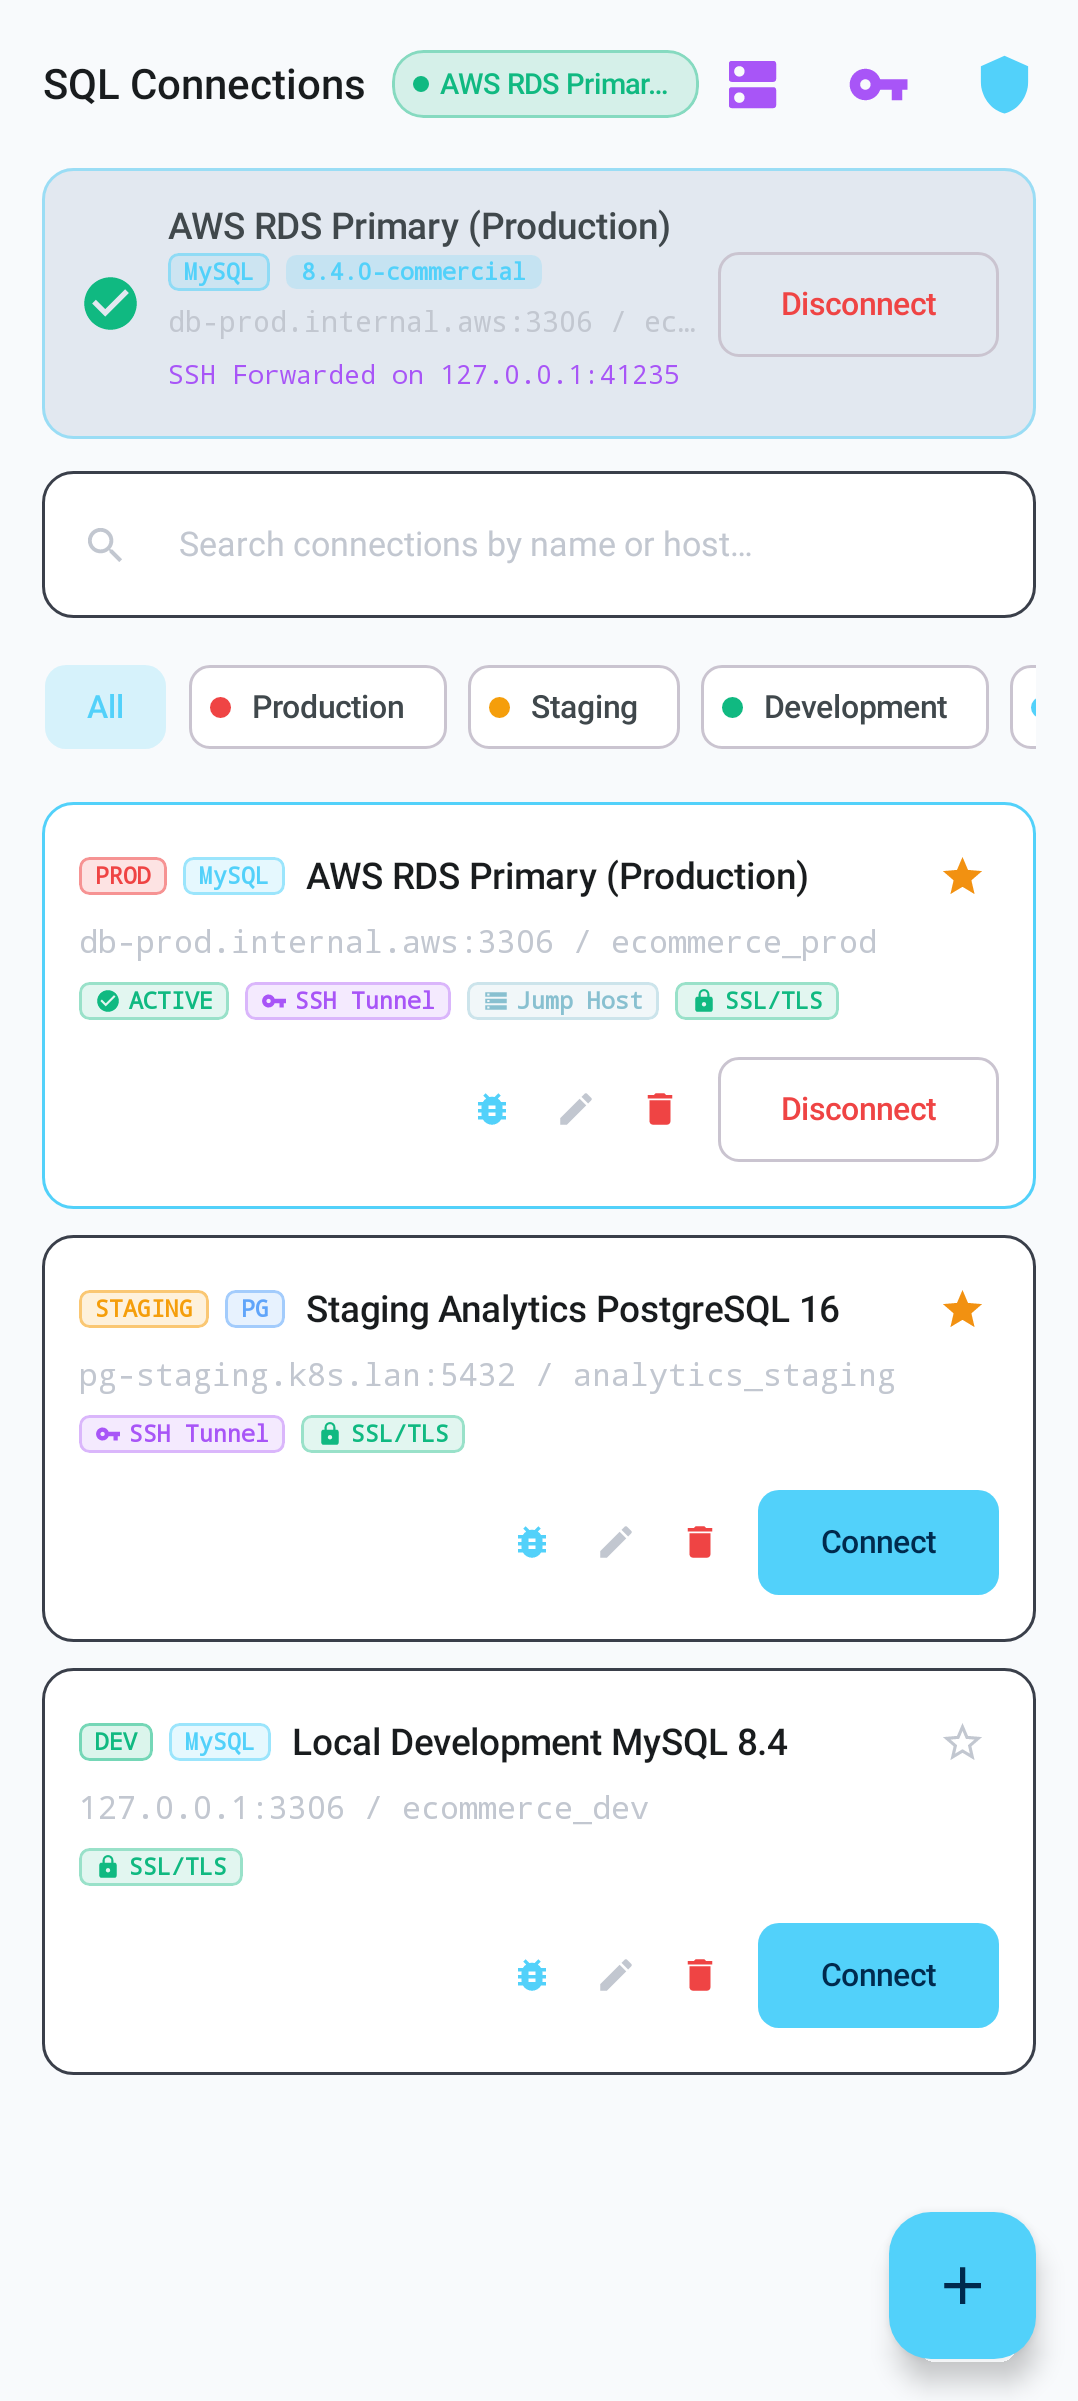 SQL Connections
AWS RDS Primar...
AWS RDS Primary (Production)
MySQL 8.4.0-commercial
db-prod.internal.aws:3306 / ec...
SSH Forwarded on 127.0.0.1:41235
Disconnect
Search connections by name or host...
All Production Staging Development
PROD MySQL AWS RDS Primary (Production)
db-prod.internal.aws:3306 / ecommerce_prod
ACTIVE SSH Tunnel Jump Host SSL/TLS
Disconnect
STAGING PG Staging Analytics PostgreSQL 16
pg-staging.k8s.lan:5432 / analytics_staging
SSH Tunnel SSL/TLS
Connect
DEV MySQL Local Development MySQL 8.4
127.0.0.1:3306 / ecommerce_dev
SSL/TLS
Connect